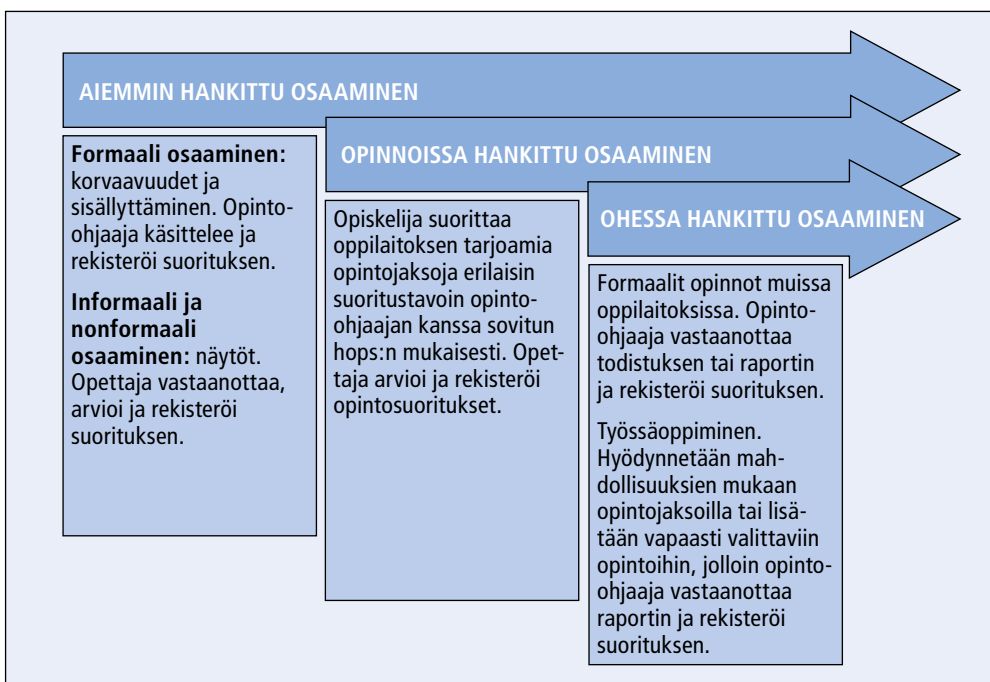 AIEMMIN HANKITTU OSAAMINEN
Formaali osaaminen:
korvaavuudet ja
sisällyttäminen. Opinto-
ohjaaja käsittelee ja
rekisteröi suorituksen.
Informaali ja
nonformaali
osaaminen: näytöt.
Opettaja vastaanottaa,
arvioi ja rekisteröi
suorituksen.
OPINNOISSA HANKITTU OSAAMINEN
Opiskelija suorittaa
oppilaitoksen tarjoamia
opintojaksoja erilaisin
suoritustavoin opinto-
ohjaajan kanssa sovitun
hops:n mukaisesti. Opet-
taja arvioi ja rekisteröi
opintosuoritukset.
OHESSA HANKITTU OSAAMINEN
Formaalit opinnot muissa
oppilaitoksissa. Opinto-
ohjaaja vastaanottaa
todistuksen tai raportin
ja rekisteröi suorituksen.
Työssäoppiminen.
Hyödynnetään mah-
dollisuuksien mukaan
opintojaksoilla tai lisä-
tään vapaasti valittaviin
opintoihin, jolloin opinto-
ohjaaja vastaanottaa
raportin ja rekisteröi
suorituksen.